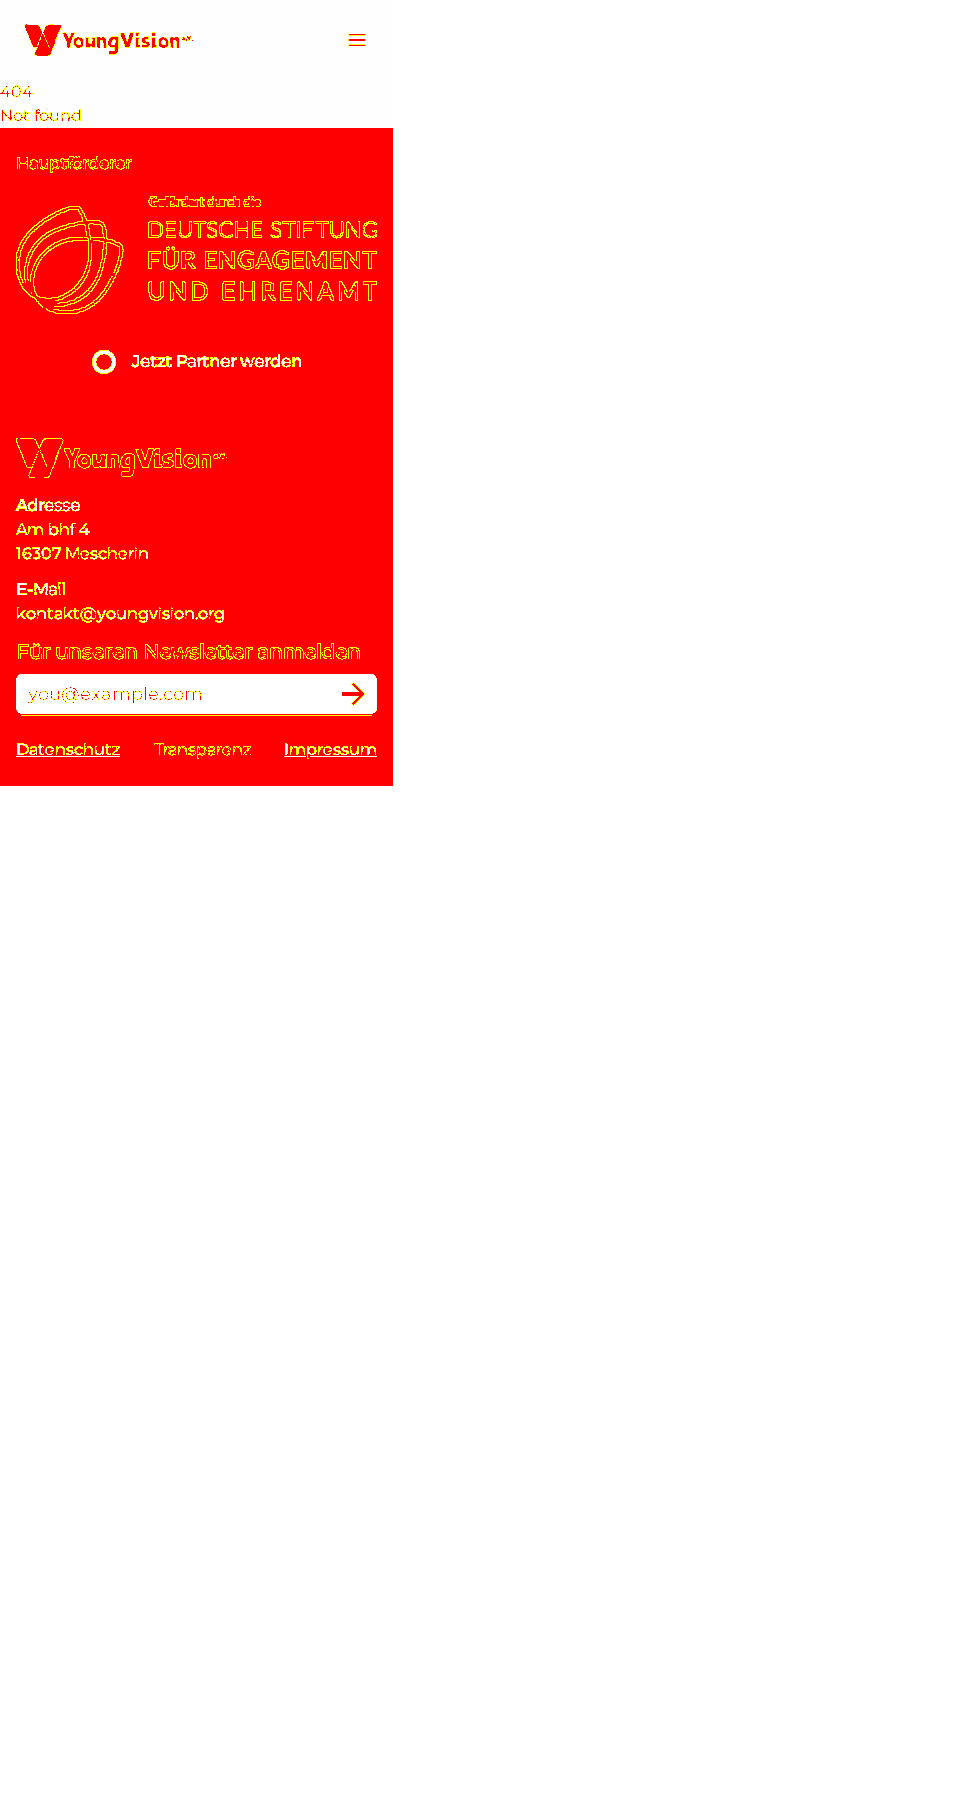 YoungVision
404
Not found
Hauptförderer
Gefördert durch die
DEUTSCHE STIFTUNG
FÜR ENGAGEMENT
UND EHRENAMT
Jetzt Partner werden
YoungVision
Adresse
Am bhf 4
16307 Mescherin
E-Mail
kontakt@youngvision.org
Für unseren Newsletter anmelden
you@example.com
Datenschutz Transparenz Impressum